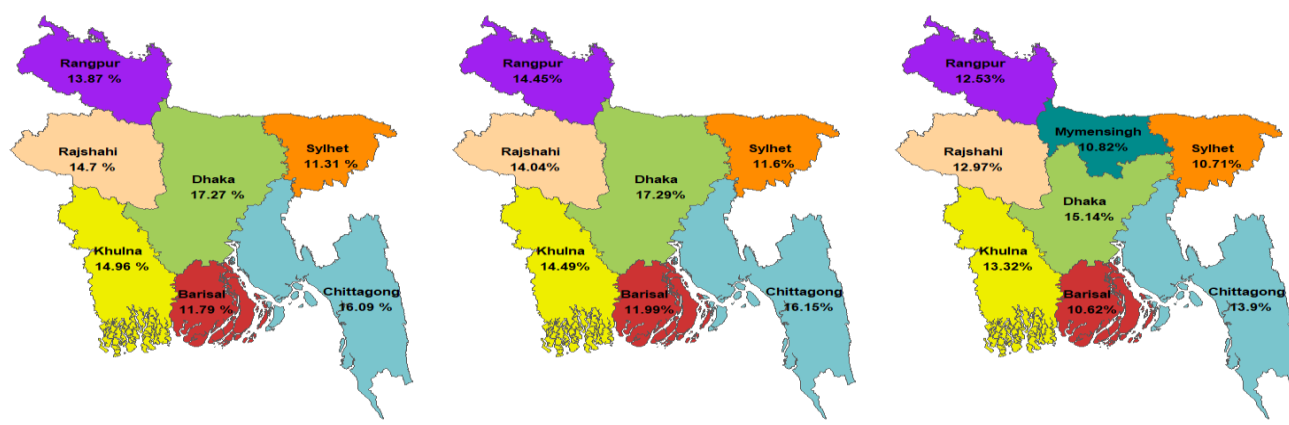 Rangpur
13.87 %
Rajshahi
14.7 %
Sylhet
11.31 %
Dhaka
17.27 %
Khulna
14.96 %
Barisal
11.79 %
Chittagong
16.09 %
Rangpur
14.45%
Rajshahi
14.04%
Sylhet
11.6%
Dhaka
17.29%
Khulna
14.49%
Barisal
11.99%
Chittagong
16.15%
Rangpur
12.53%
Mymensingh
10.82%
Rajshahi
12.97%
Sylhet
10.71%
Dhaka
15.14%
Khulna
13.32%
Barisal
10.62%
Chittagong
13.9%